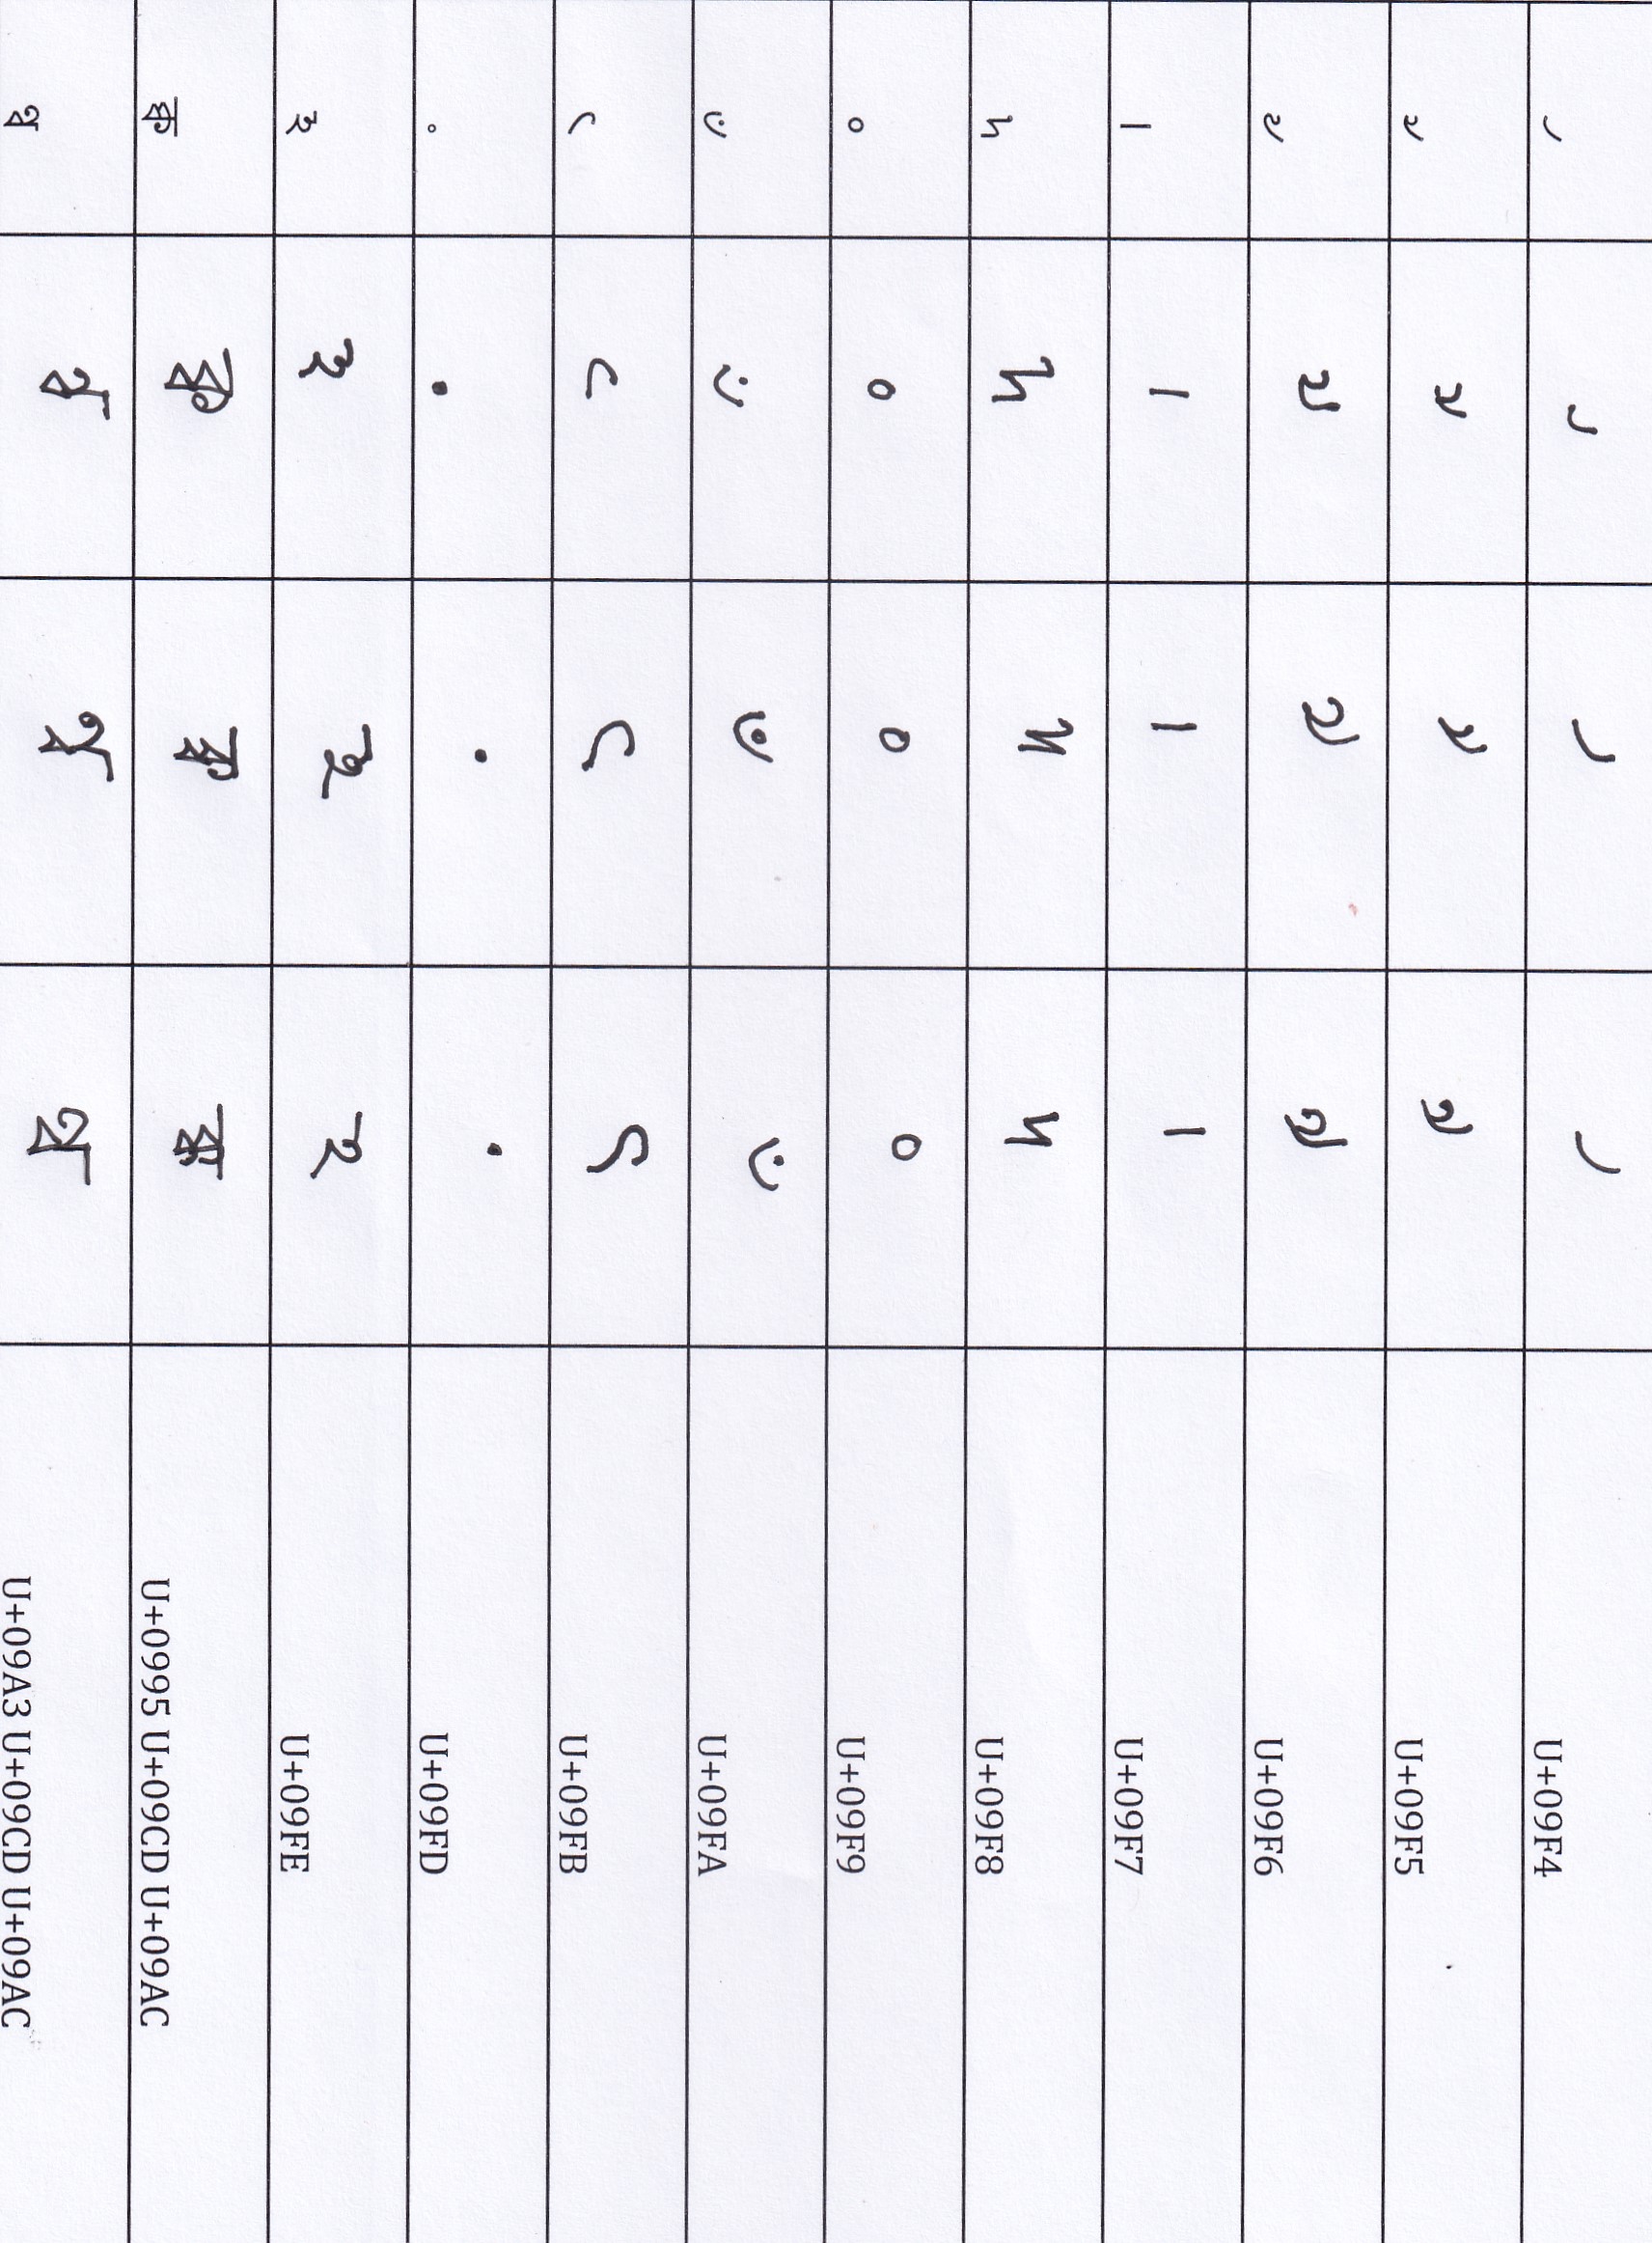 ৴ ৴ ৴ ৴ U+09F4
৵ ৵ ৵ ৵ U+09F5
৶ ৶ ৶ ৶ U+09F6
৷ ৷ ৷ ৷ U+09F7
৸ ৸ ৸ ৸ U+09F8
৹ ৹ ৹ ৹ U+09F9
৺ ৺ ৺ ৺ U+09FA
৻ ৻ ৻ ৻ U+09FB
৽ ৽ ৽ ৽ U+09FD
৾ ৾ ৾ ৾ U+09FE
ক্ব ক্ব ক্ব ক্ব U+0995 U+09CD U+09AC
ণ্ব ণ্ব ণ্ব ণ্ব U+09A3 U+09CD U+09AC